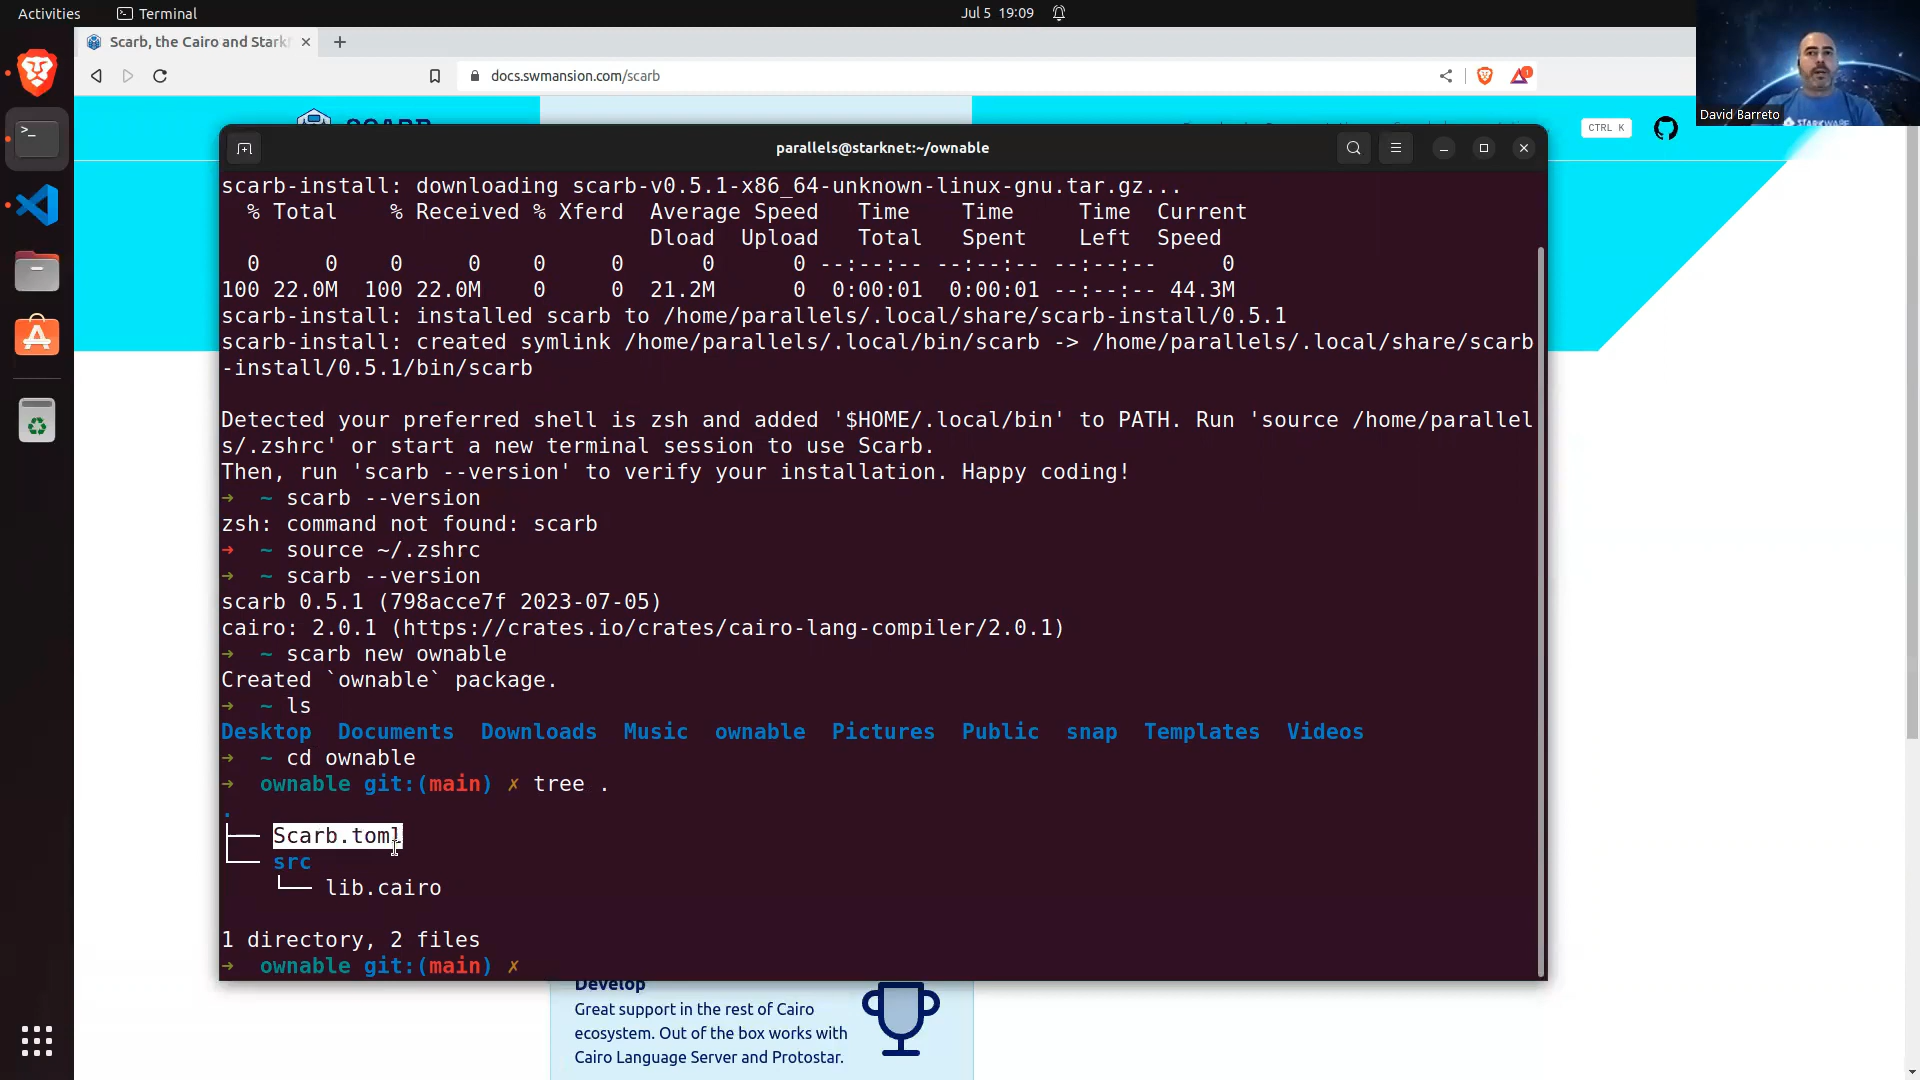 Activities
Terminal
Jul 5 19:09
Scarb, the Cairo and Stark
docs.swmansion.com/scarb
1
David Barreto
STARKWARE
SCARB
CTRL K
parallels@starknet:~/ownable
scarb-install: downloading scarb-v0.5.1-x86_64-unknown-linux-gnu.tar.gz...
% Total % Received % Xferd Average Speed Time Time Time Current
Dload Upload Total Spent Left Speed
0 0 0 0 0 0 0 0 --:--:-- --:--:-- --:--:-- 0
100 22.0M 100 22.0M 0 0 21.2M 0 0:00:01 0:00:01 --:--:-- 44.3M
scarb-install: installed scarb to /home/parallels/.local/share/scarb-install/0.5.1
scarb-install: created symlink /home/parallels/.local/bin/scarb -> /home/parallels/.local/share/scarb
-install/0.5.1/bin/scarb
Detected your preferred shell is zsh and added '$HOME/.local/bin' to PATH. Run 'source /home/parallel
s/.zshrc' or start a new terminal session to use Scarb.
Then, run 'scarb --version' to verify your installation. Happy coding!
→ ~ scarb --version
zsh: command not found: scarb
→ ~ source ~/.zshrc
→ ~ scarb --version
scarb 0.5.1 (798acce7f 2023-07-05)
cairo: 2.0.1 (https://crates.io/crates/cairo-lang-compiler/2.0.1)
→ ~ scarb new ownable
Created `ownable` package.
→ ~ ls
Desktop Documents Downloads Music ownable Pictures Public snap Templates Videos
→ ~ cd ownable
→ ownable git:(main) ✗ tree .
.
├── Scarb.toml
└── src
    └── lib.cairo
1 directory, 2 files
→ ownable git:(main) ✗
Develop
Great support in the rest of Cairo
ecosystem. Out of the box works with
Cairo Language Server and Protostar.